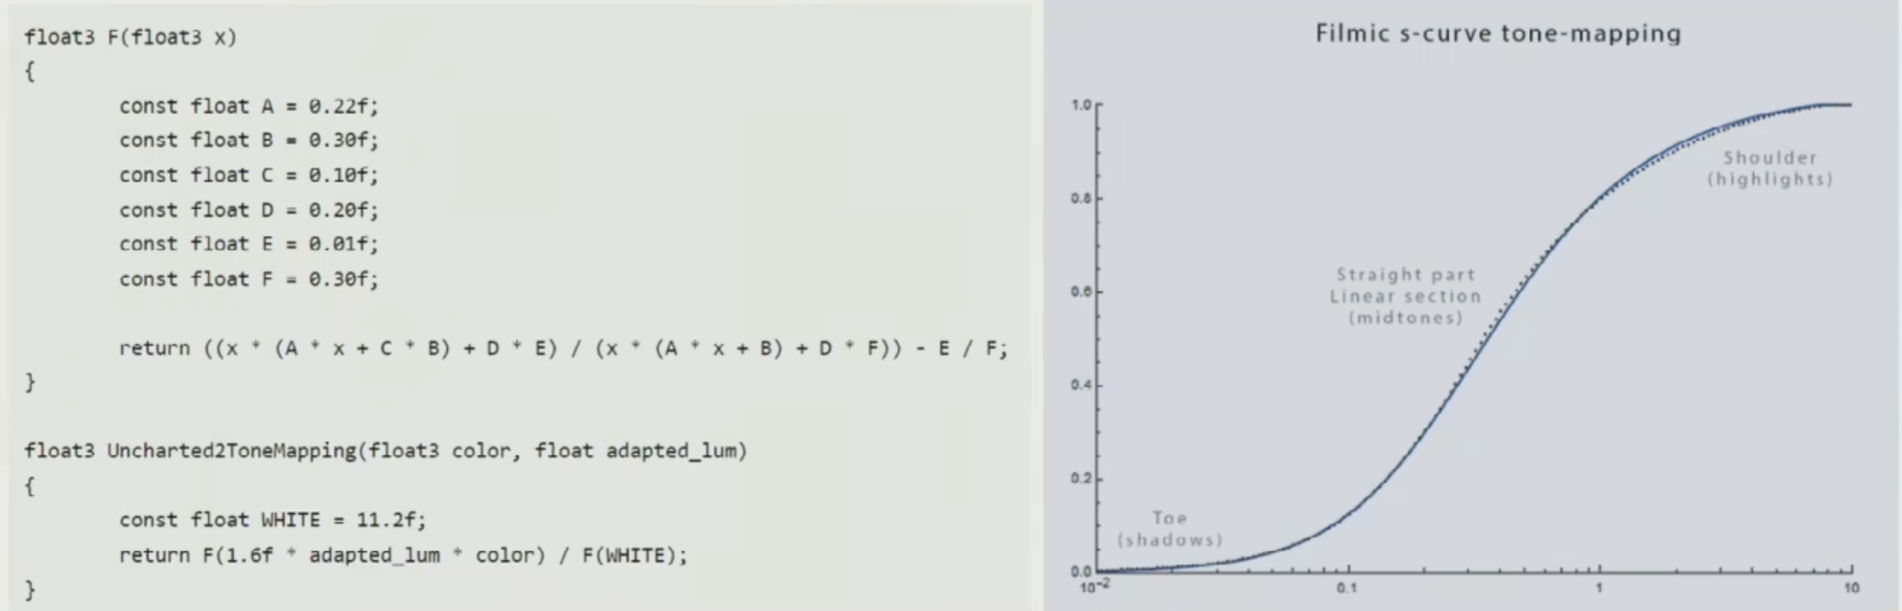 float3 F(float3 x)
{
const float A = 0.22f;
const float B = 0.30f;
const float C = 0.10f;
const float D = 0.20f;
const float E = 0.01f;
const float F = 0.30f;
return ((x * (A * x + C * B) + D * E) / (x * (A * x + B) + D * F)) - E / F;
}
float3 Uncharted2ToneMapping(float3 color, float adapted_lum)
{
const float WHITE = 11.2f;
return F(1.6f * adapted_lum * color) / F(WHITE);
}
Filmic s-curve tone-mapping
1.0
Shoulder
(highlights)
0.8
Straight part
Linear section
(midtones)
0.6
0.4
0.2
Toe
(shadows)
0.0
10⁻² 0.1 1 10